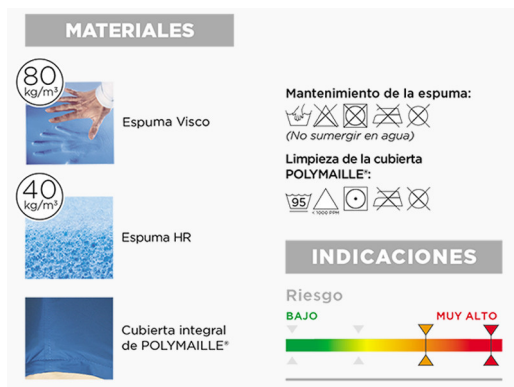 MATERIALES
80
kg/m³
Espuma Visco
40
kg/m³
Espuma HR
Cubierta integral
de POLYMAILLE®
Mantenimiento de la espuma:
(No sumergir en agua)
Limpieza de la cubierta
POLYMAILLE®:
95
< 1000 PPM
INDICACIONES
Riesgo
BAJO
MUY ALTO